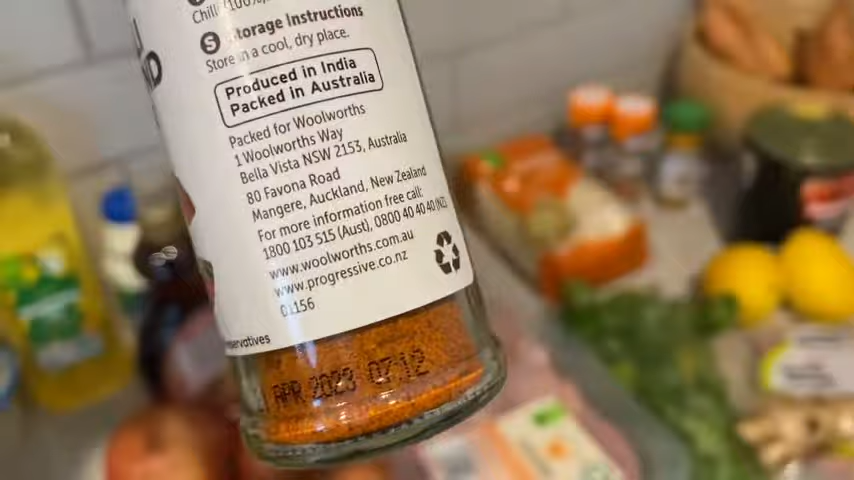 Chilli (100%)
Storage Instructions
Store in a cool, dry place.
Produced in India
Packed in Australia
Packed for Woolworths
1 Woolworths Way
Bella Vista NSW 2153, Australia
80 Favona Road
Mangere, Auckland, New Zealand
For more information free call:
1800 103 515 (Aust), 0800 40 40 40 (NZ)
www.woolworths.com.au
www.progressive.co.nz
01156
APR 2023 07:12